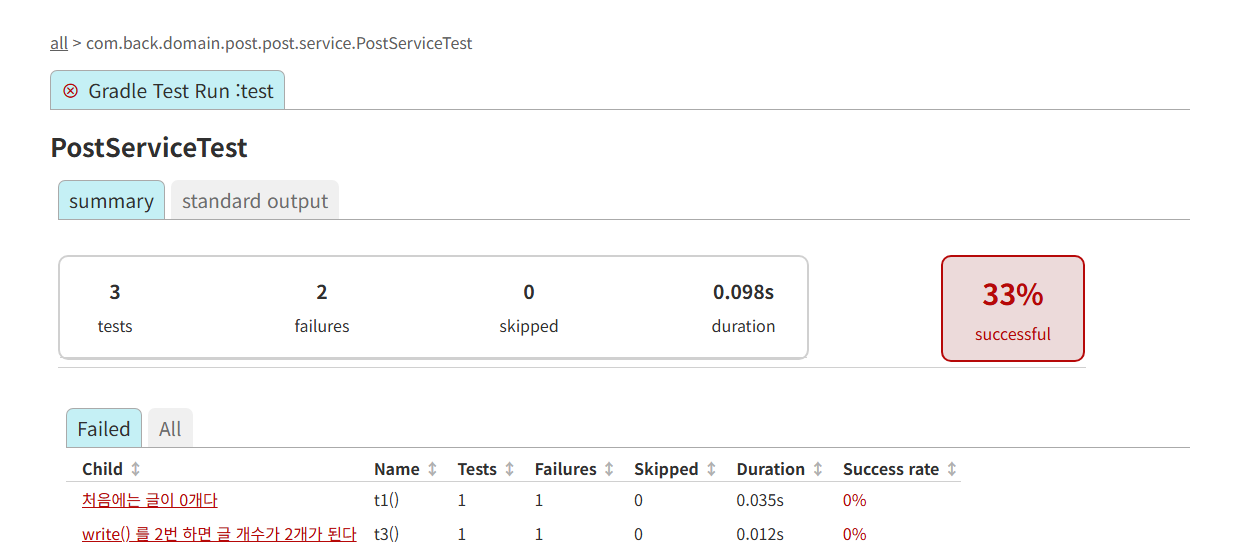 all > com.back.domain.post.post.service.PostServiceTest
Gradle Test Run :test
PostServiceTest
summary standard output
3 2 0 0.098s 33%
tests failures skipped duration successful
Failed All
Child Name Tests Failures Skipped Duration Success rate
처음에는 글이 0개다 t1() 1 1 0 0.035s 0%
write() 를 2번 하면 글 개수가 2개가 된다 t3() 1 1 0 0.012s 0%